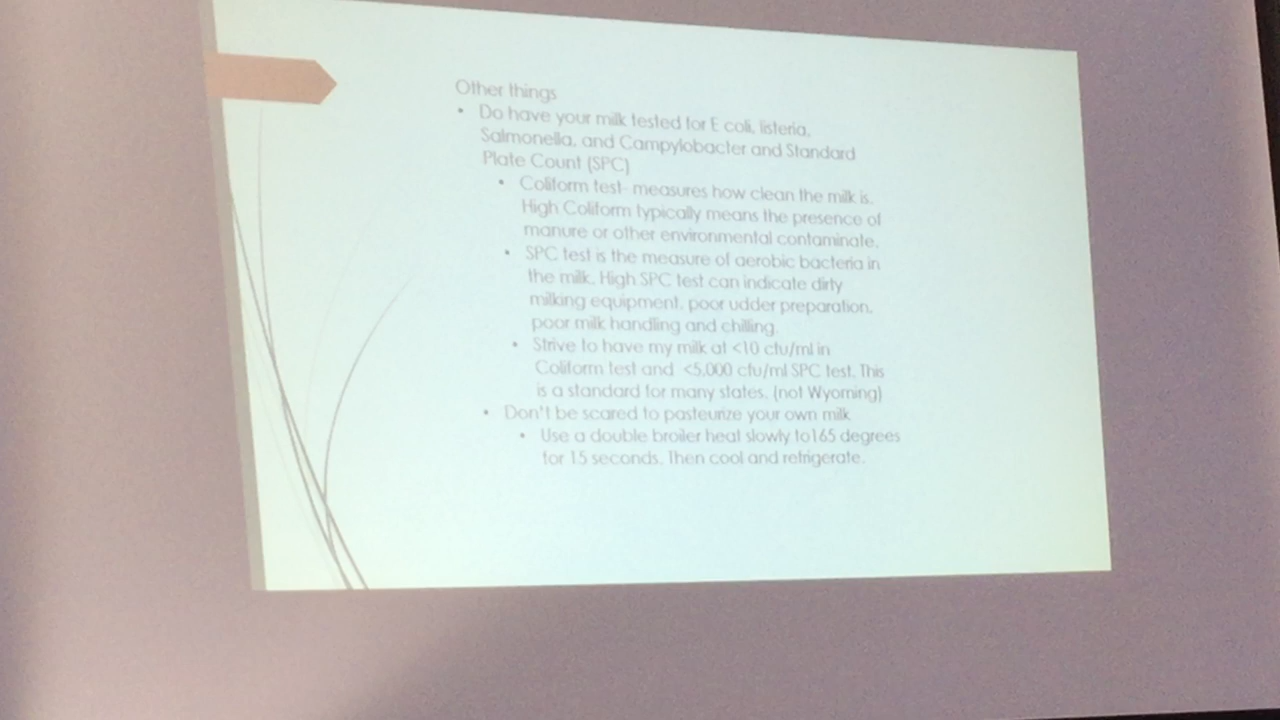 Other things
• Do have your milk tested for E coli, listeria,
Salmonella, and Campylobacter and Standard
Plate Count (SPC)
• Coliform test- measures how clean the milk is.
High Coliform typically means the presence of
manure or other environmental contaminate.
• SPC test is the measure of aerobic bacteria in
the milk. High SPC test can indicate dirty
milking equipment, poor udder preparation,
poor milk handling and chilling.
• Strive to have my milk at <10 cfu/ml in
Coliform test and <5,000 cfu/ml SPC test. This
is a standard for many states. (not Wyoming)
• Don't be scared to pasteurize your own milk
• Use a double broiler heat slowly to165 degrees
for 15 seconds. Then cool and refrigerate.